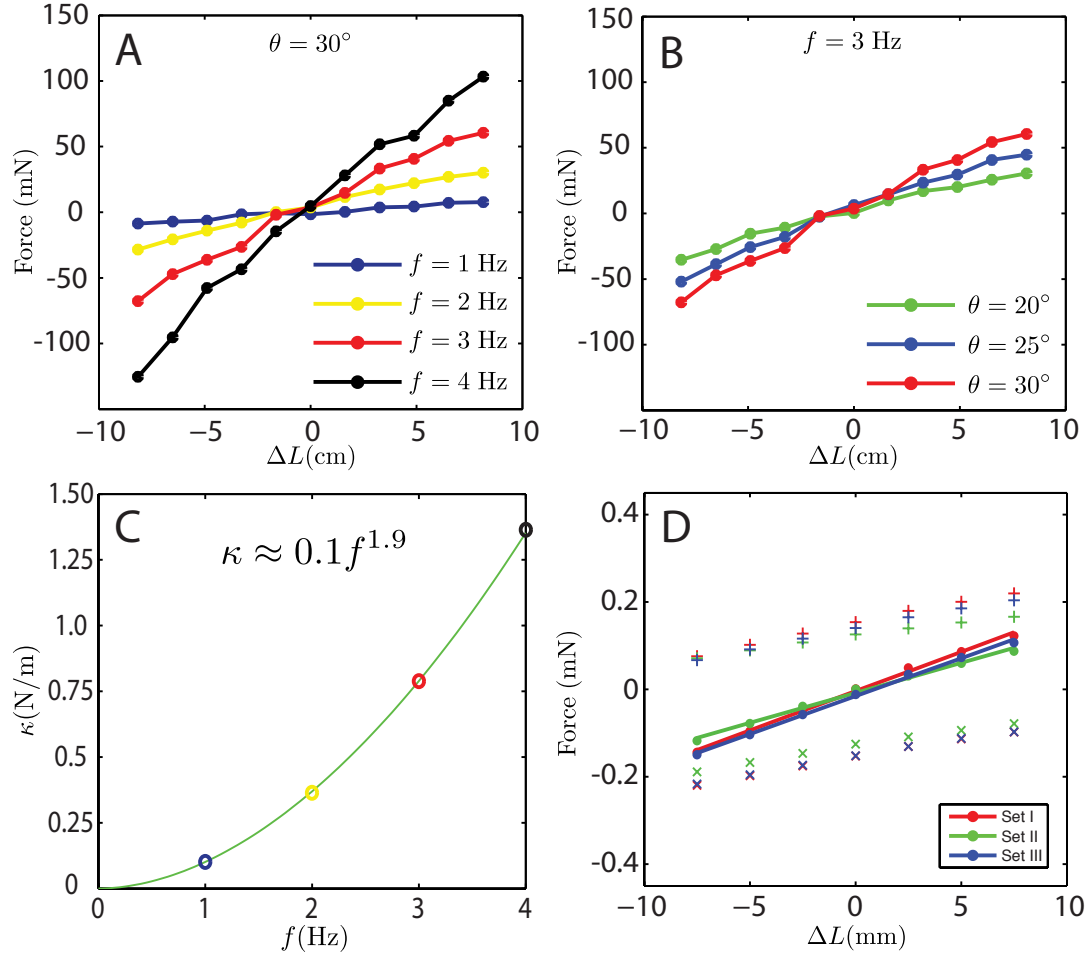 A
θ = 30°
Force (mN)
150
100
50
0
-50
-100
f = 1 Hz
f = 2 Hz
f = 3 Hz
f = 4 Hz
−10 −5 0 5 10
ΔL(cm)
B
f = 3 Hz
Force (mN)
150
100
50
0
-50
-100
θ = 20°
θ = 25°
θ = 30°
−10 −5 0 5 10
ΔL(cm)
C
κ ≈ 0.1f^1.9
κ(N/m)
1.50
1.25
1.00
0.75
0.50
0.25
0
0 1 2 3 4
f(Hz)
D
Force (mN)
0.4
0.2
0
-0.2
-0.4
Set I
Set II
Set III
−10 −5 0 5 10
ΔL(mm)